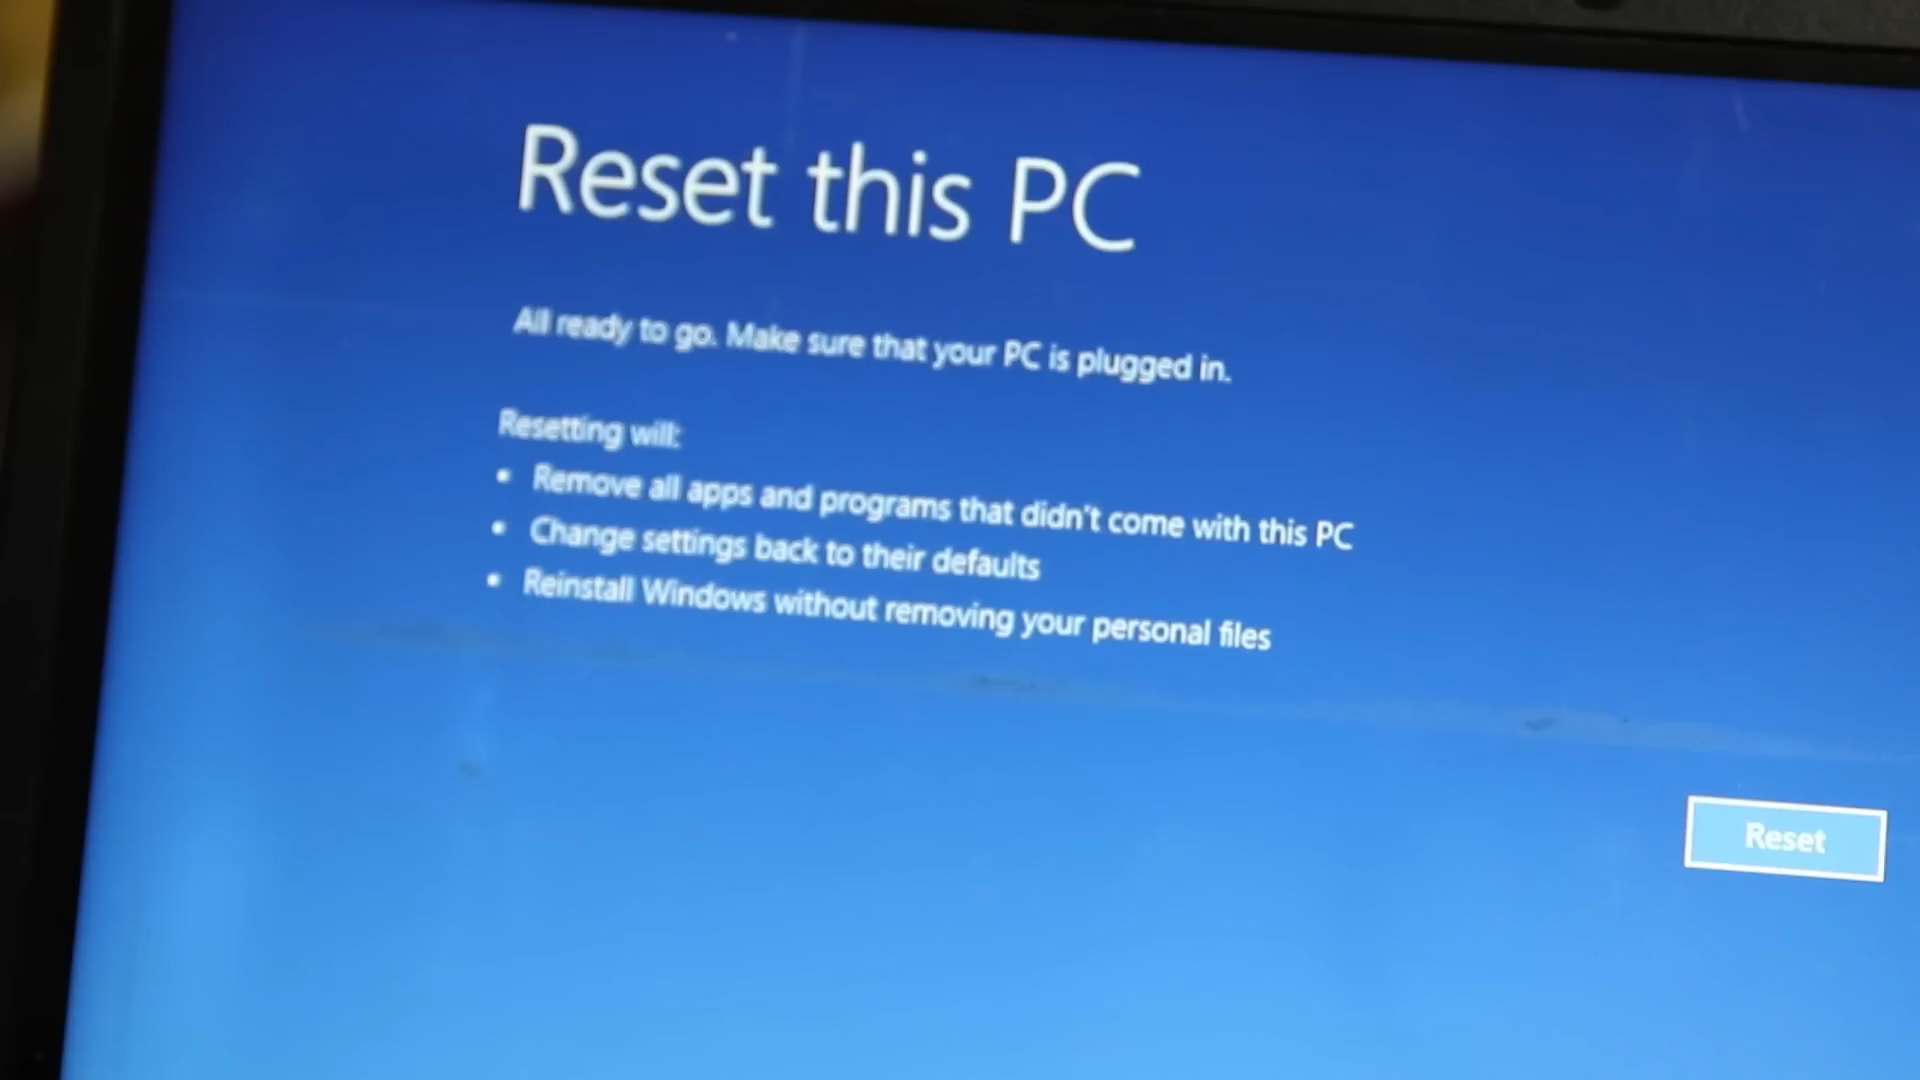 Reset this PC
All ready to go. Make sure that your PC is plugged in.
Resetting will:
• Remove all apps and programs that didn't come with this PC
• Change settings back to their defaults
• Reinstall Windows without removing your personal files
Reset